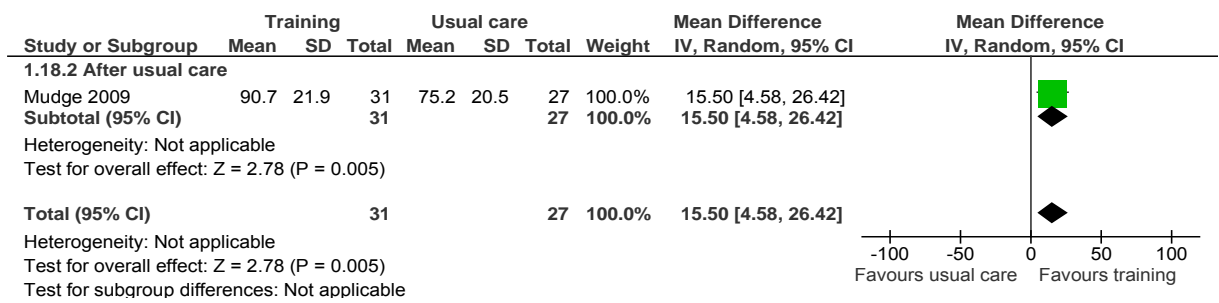 Training Usual care Mean Difference Mean Difference
Study or Subgroup Mean SD Total Mean SD Total Weight IV, Random, 95% CI IV, Random, 95% CI
1.18.2 After usual care
Mudge 2009 90.7 21.9 31 75.2 20.5 27 100.0% 15.50 [4.58, 26.42]
Subtotal (95% CI) 31 27 100.0% 15.50 [4.58, 26.42]
Heterogeneity: Not applicable
Test for overall effect: Z = 2.78 (P = 0.005)
Total (95% CI) 31 27 100.0% 15.50 [4.58, 26.42]
Heterogeneity: Not applicable
Test for overall effect: Z = 2.78 (P = 0.005)
Test for subgroup differences: Not applicable
-100 -50 0 50 100
Favours usual care Favours training